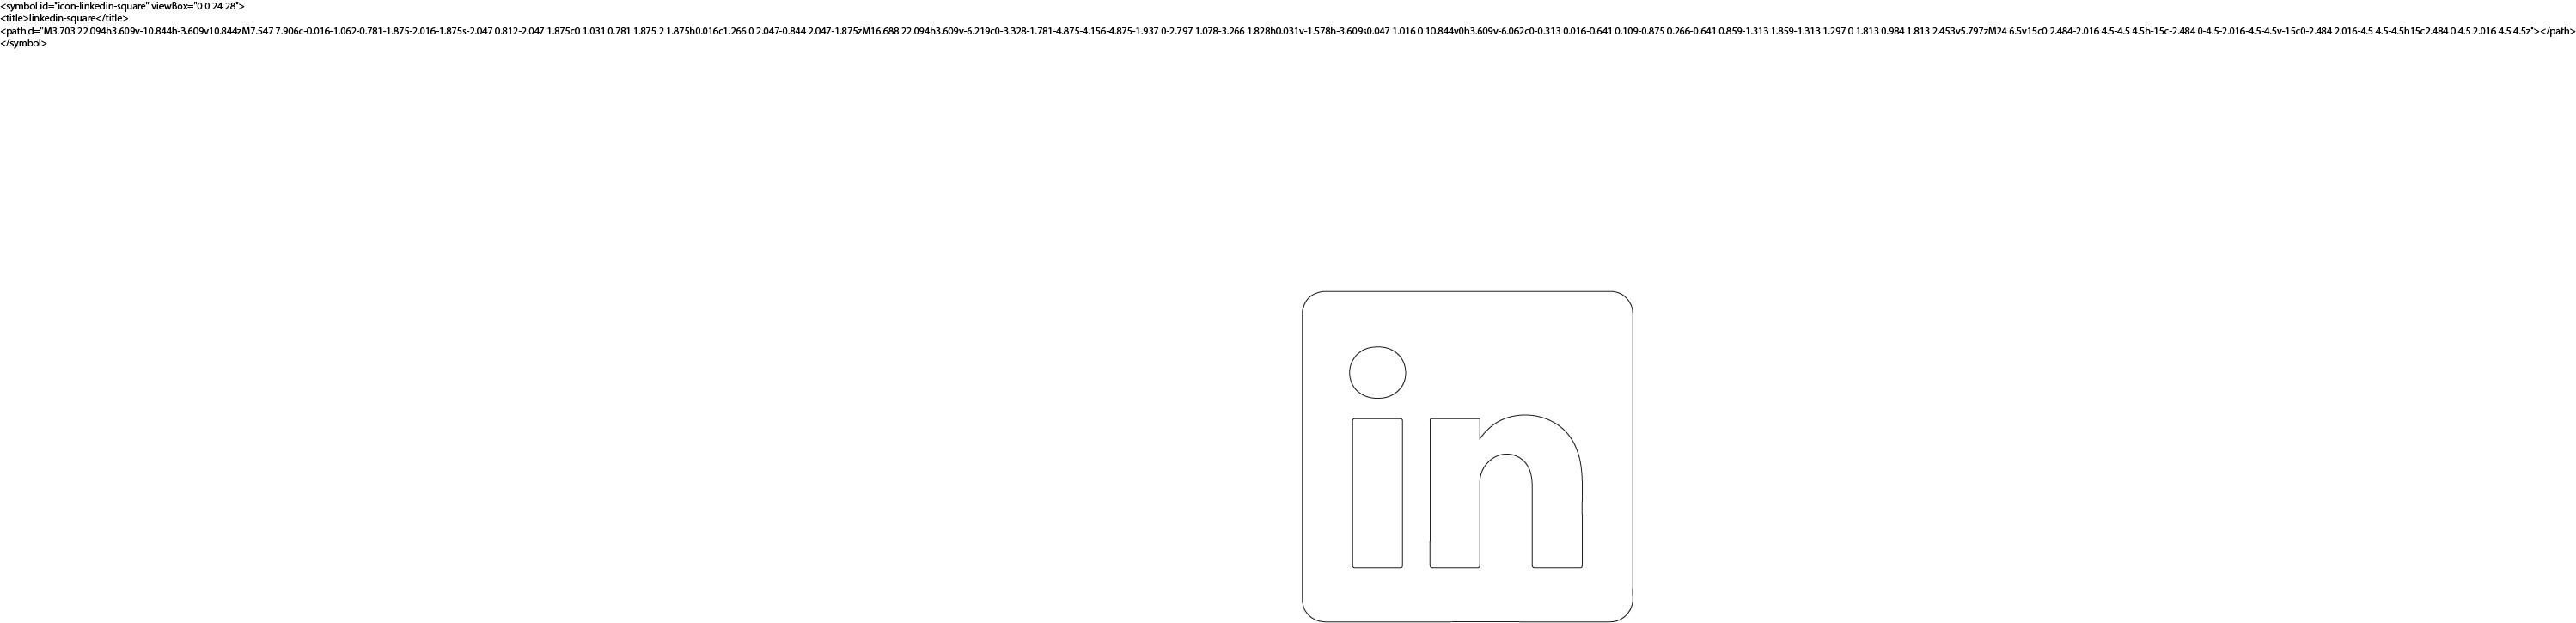 <symbol id="icon-linkedin-square" viewBox="0 0 24 28">
<title>linkedin-square</title>
<path d="M3.703 22.094h3.609v-10.844h-3.609v10.844zM7.547 7.906c-0.016-1.062-0.781-1.875-2.016-1.875s-2.047 0.812-2.047 1.875c0 1.031 0.781 1.875 2 1.875h0.016c1.266 0 2.047-0.844 2.047-1.875zM16.688 22.094h3.609v-6.219c0-3.328-1.781-4.875-4.156-4.875-1.937 0-2.797 1.078-3.266 1.828h0.031v-1.578h-3.609s0.047 1.016 0 10.844v0h3.609v-6.062c0-0.313 0.016-0.641 0.109-0.875 0.266-0.641 0.859-1.313 1.859-1.313 1.297 0 1.813 0.984 1.813 2.453v5.797zM24 6.5v15c0 2.484-2.016 4.5-4.5 4.5h-15c-2.484 0-4.5-2.016-4.5-4.5v-15c0-2.484 2.016-4.5 4.5-4.5h15c2.484 0 4.5 2.016 4.5 4.5z"></path>
</symbol>
in